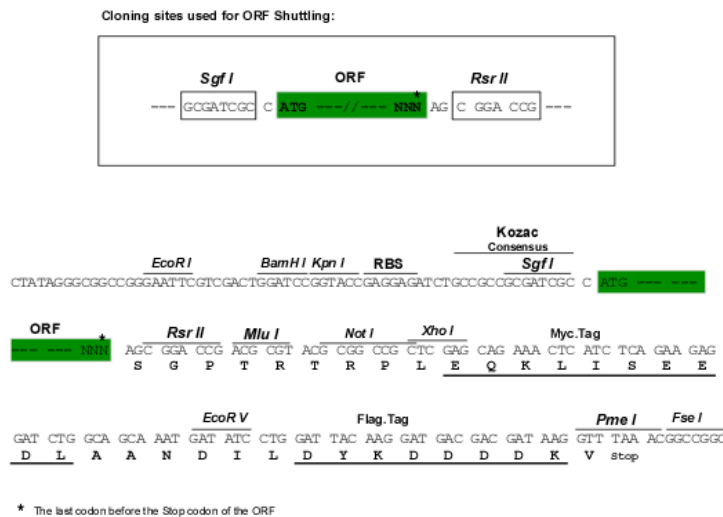 Cloning sites used for ORF Shuttling:
Sgf I ORF Rsr II
--- GCGATCGC C ATG ---//--- NNN* AG C GGA CCG ---
Kozac
Consensus
EcoR I BamH I Kpn I RBS Sgf I
CTATAGGGCGGCCGGGAATTCGTCGACTGGATCCGGTACCGAGGAGATCTGCCGCCGCGATCGC C ATG --- --- ---
ORF Rsr II Mlu I Not I Xho I Myc.Tag
--- --- NNN* AGC GGA CCG ACG CGT ACG CGG CCG CTC GAG CAG AAA CTC ATC TCA GAA GAG
S G P T R T R P L E Q K L I S E E
EcoR V Flag.Tag Pme I Fse I
GAT CTG GCA GCA AAT GAT ATC CTG GAT TAC AAG GAT GAC GAC GAT AAG GTT TAA ACGGCCGGC
D L A A N D I L D Y K D D D D K V Stop
* The last codon before the Stop codon of the ORF